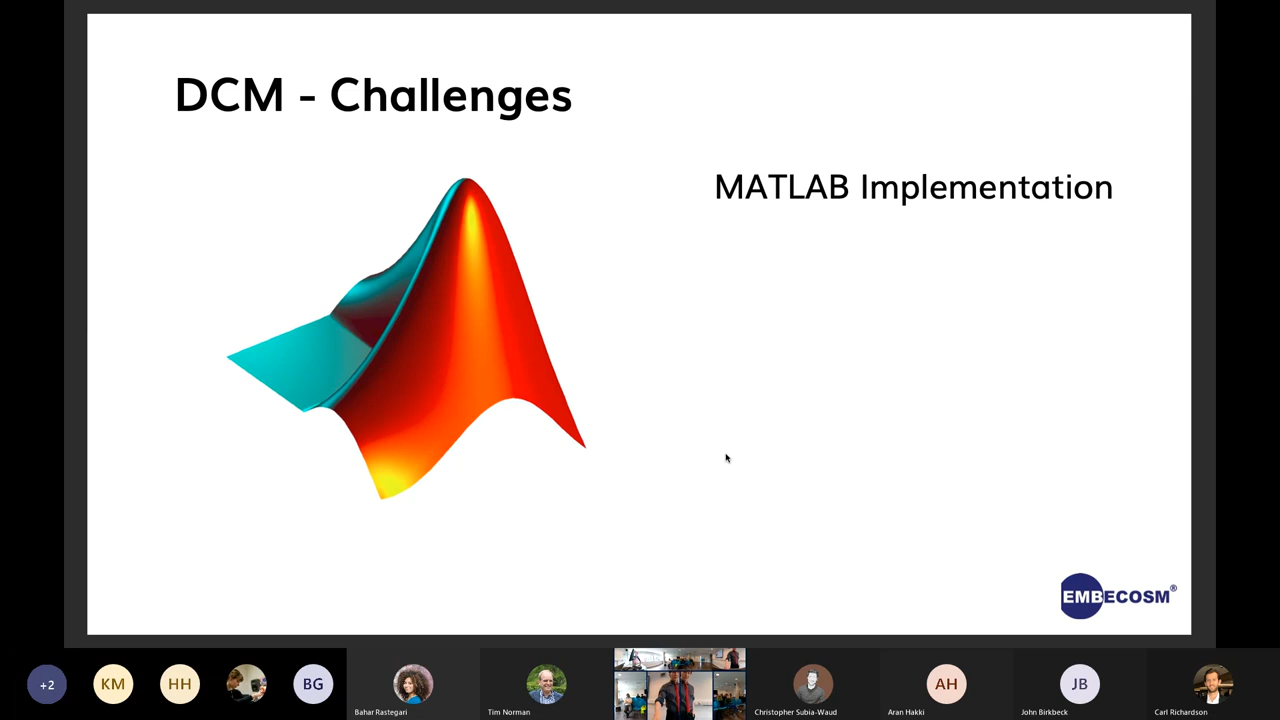 DCM - Challenges
MATLAB Implementation
EMBECOSM®
+2
KM
HH
BG
Bahar Rastegari
Tim Norman
Christopher Subia-Waud
AH
Aran Hakki
JB
John Birkbeck
Carl Richardson